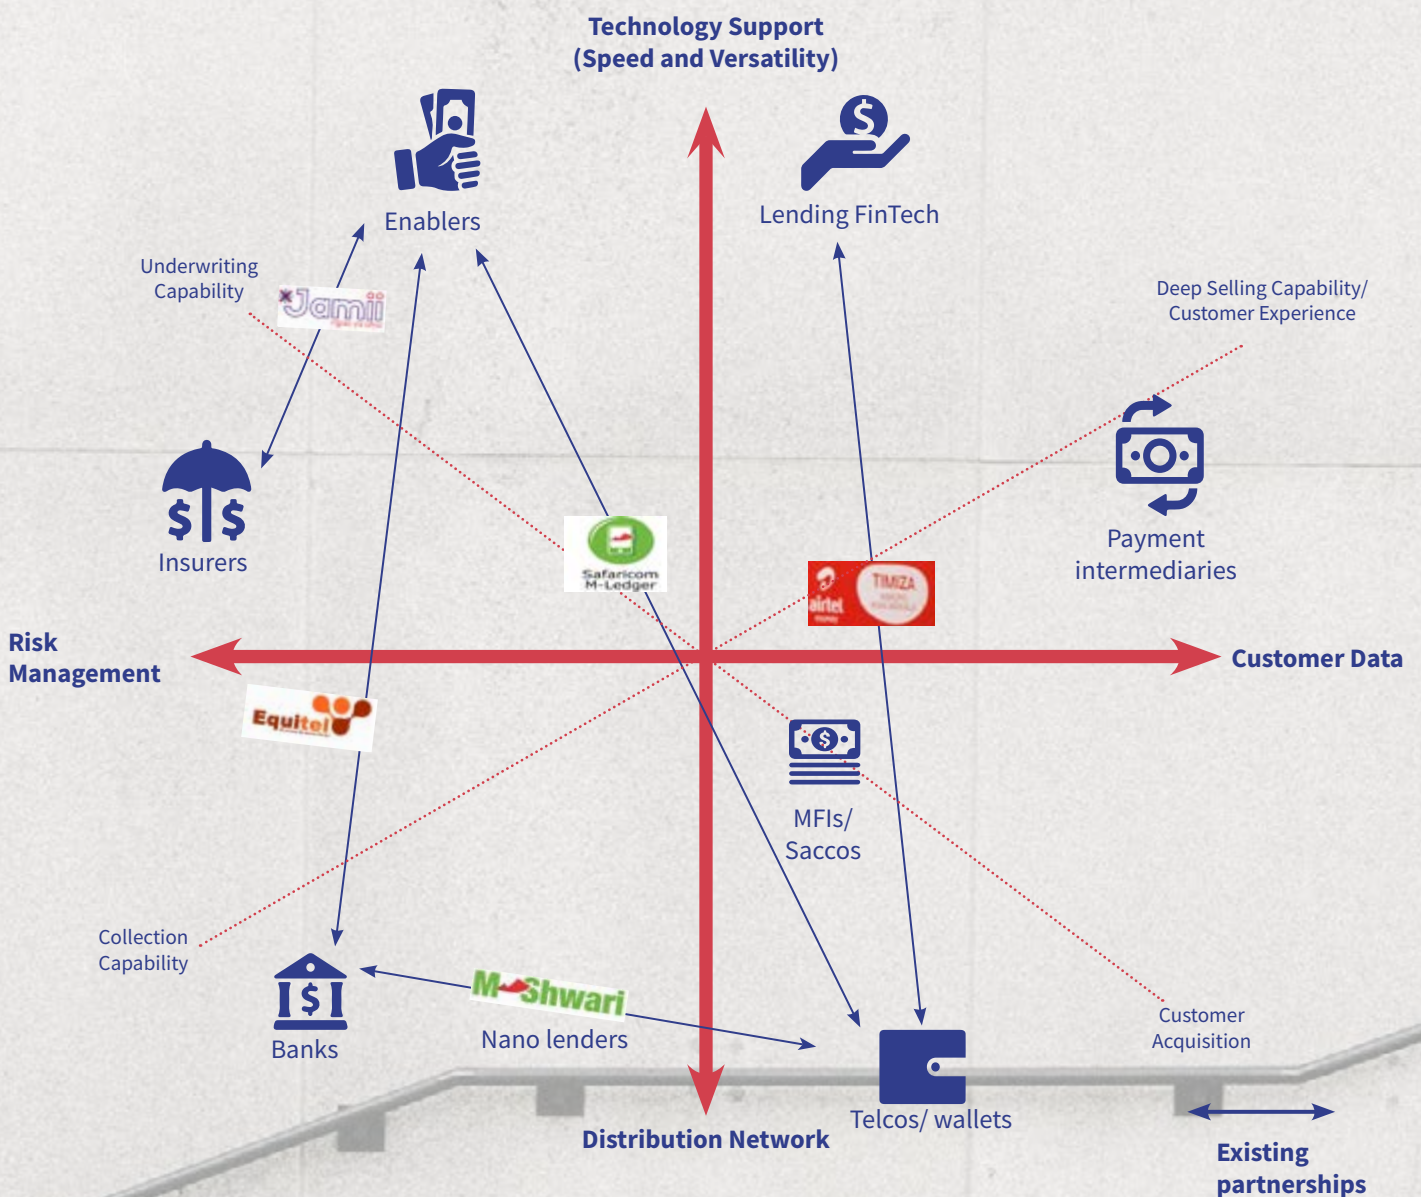 Technology Support
(Speed and Versatility)
Enablers
Lending FinTech
Underwriting
Capability
Jamii
Deep Selling Capability/
Customer Experience
Insurers
Safaricom
M-Ledger
airtel
money
TIMIZA
Payment
intermediaries
Risk
Management
Customer Data
Equitel
MFIs/
Saccos
Collection
Capability
Banks
M-Shwari
Nano lenders
Customer
Acquisition
Telcos/ wallets
Distribution Network
Existing
partnerships